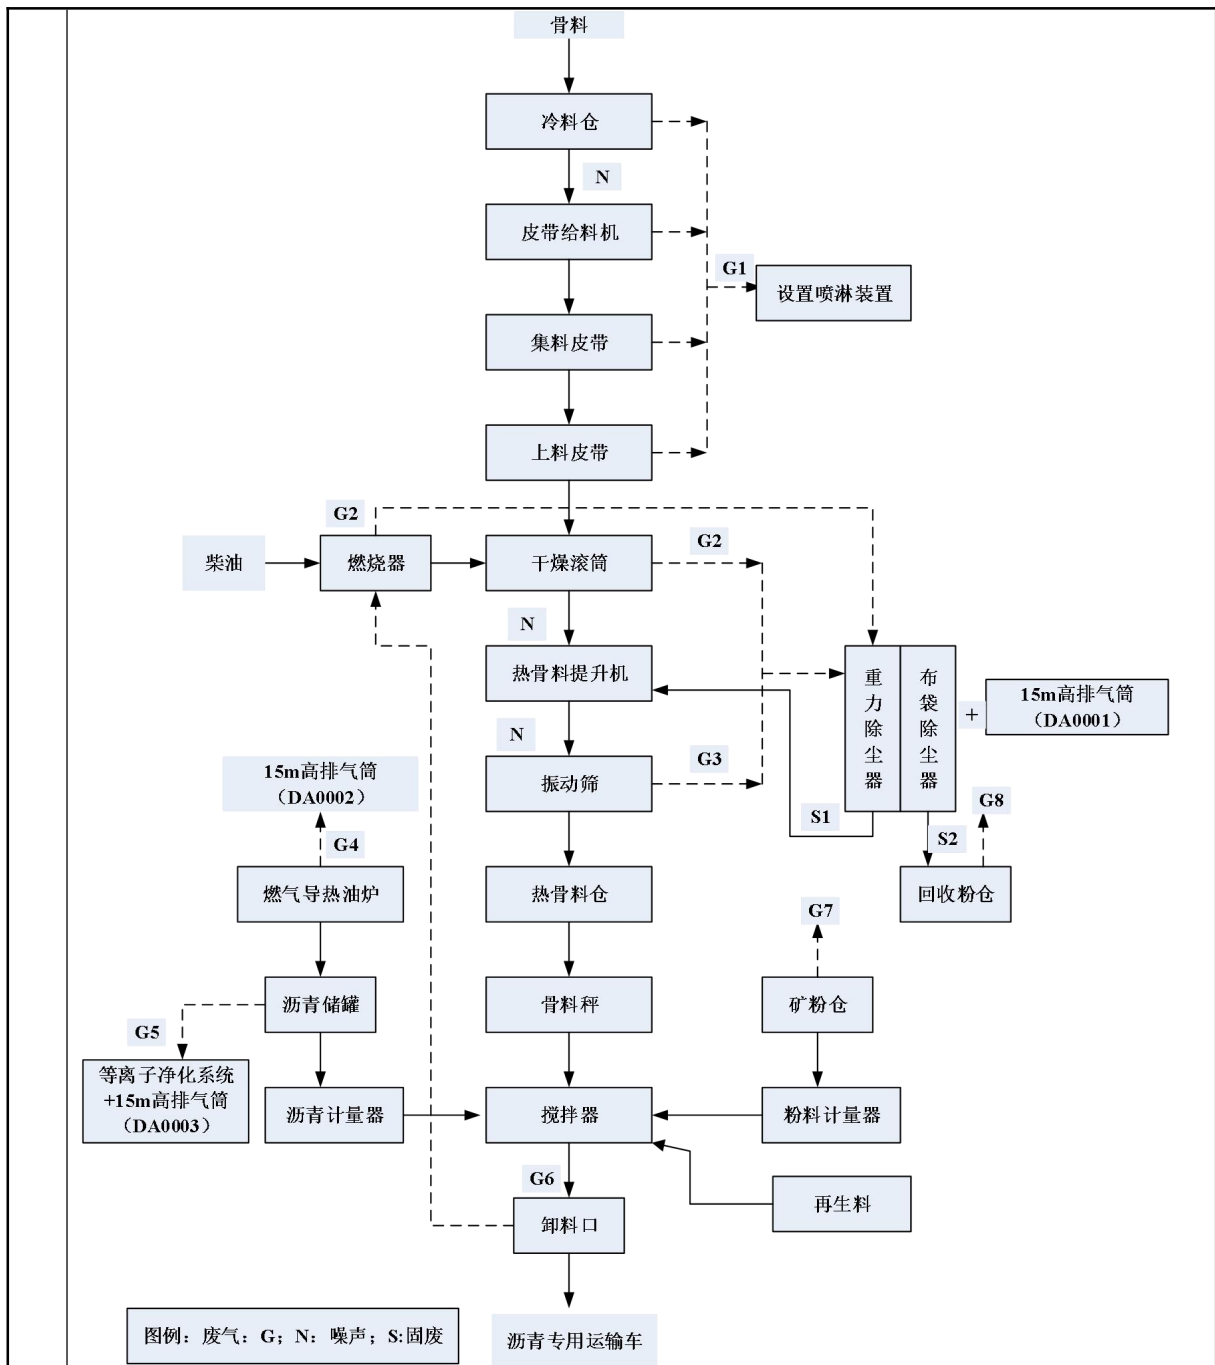 骨料
冷料仓
N
皮带给料机
G1
设置喷淋装置
集料皮带
上料皮带
G2
柴油
燃烧器
干燥滚筒
G2
N
热骨料提升机
重力除尘器
布袋除尘器
+
15m高排气筒
（DA0001）
N
振动筛
G3
15m高排气筒
（DA0002）
G4
S1
S2
G8
燃气导热油炉
热骨料仓
回收粉仓
G7
沥青储罐
骨料秤
矿粉仓
G5
等离子净化系统
+15m高排气筒
（DA0003）
沥青计量器
搅拌器
粉料计量器
G6
再生料
卸料口
图例：废气：G；N：噪声；S:固废
沥青专用运输车